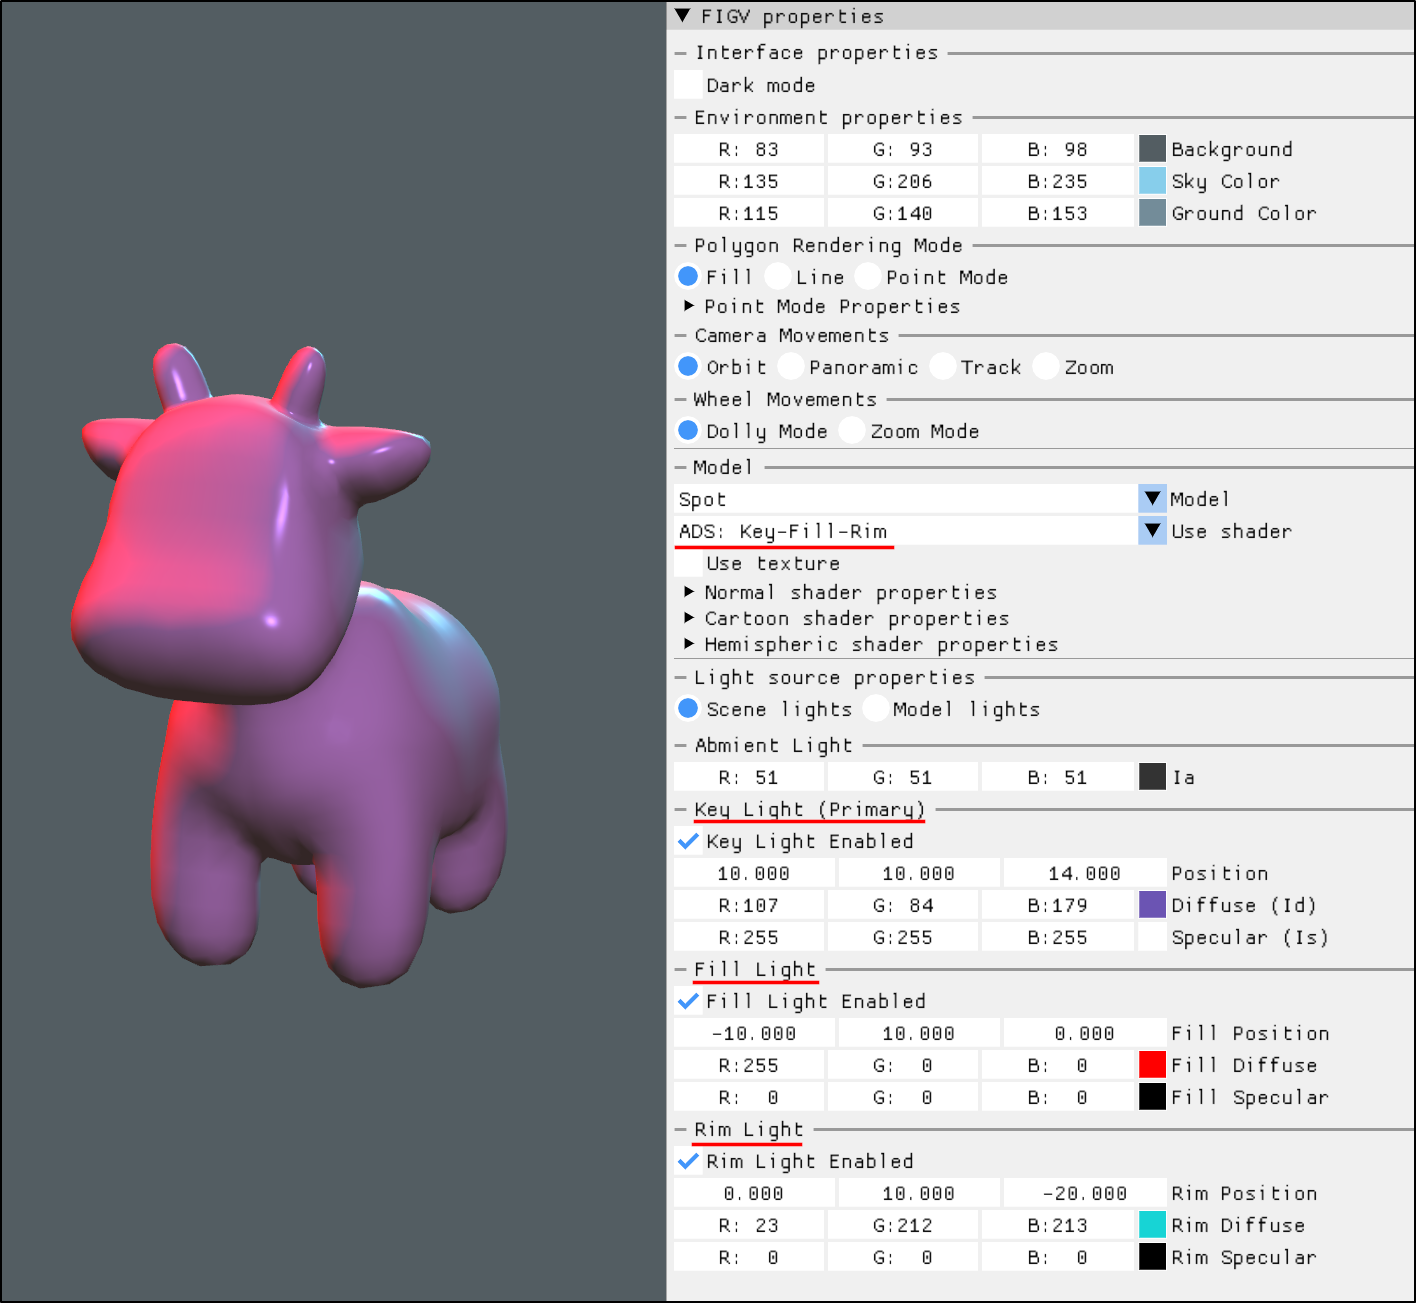 FIGV properties
Interface properties
Dark mode
Environment properties
R: 83 G: 93 B: 98 Background
R:135 G:206 B:235 Sky Color
R:115 G:140 B:153 Ground Color
Polygon Rendering Mode
Fill Line Point Mode
Point Mode Properties
Camera Movements
Orbit Panoramic Track Zoom
Wheel Movements
Dolly Mode Zoom Mode
Model
Spot Model
ADS: Key-Fill-Rim Use shader
Use texture
Normal shader properties
Cartoon shader properties
Hemispheric shader properties
Light source properties
Scene lights Model lights
Abmient Light
R: 51 G: 51 B: 51 Ia
Key Light (Primary)
Key Light Enabled
10.000 10.000 14.000 Position
R:107 G: 84 B:179 Diffuse (Id)
R:255 G:255 B:255 Specular (Is)
Fill Light
Fill Light Enabled
-10.000 10.000 0.000 Fill Position
R:255 G: 0 B: 0 Fill Diffuse
R: 0 G: 0 B: 0 Fill Specular
Rim Light
Rim Light Enabled
0.000 10.000 -20.000 Rim Position
R: 23 G:212 B:213 Rim Diffuse
R: 0 G: 0 B: 0 Rim Specular